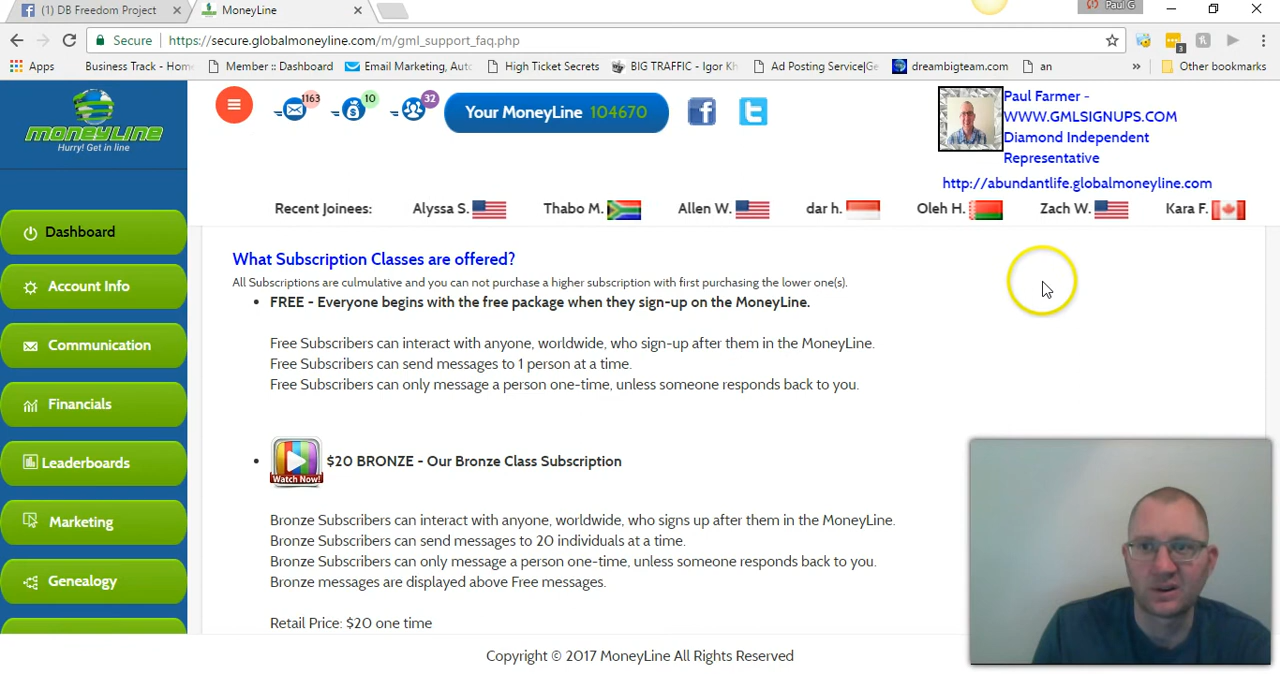 (1) DB Freedom Project
MoneyLine
Paul G
Secure
https://secure.globalmoneyline.com/m/gml_support_faq.php
Apps
Business Track - Hom
Member :: Dashboard
Email Marketing, Auto
High Ticket Secrets
BIG TRAFFIC - Igor Kh
Ad Posting Service|Ge
dreambigteam.com
an
»
Other bookmarks
MONEYLINE
Hurry! Get in line
1163
10
32
Your MoneyLine 104670
Paul Farmer -
WWW.GMLSIGNUPS.COM
Diamond Independent
Representative
http://abundantlife.globalmoneyline.com
Recent Joinees: Alyssa S. Thabo M. Allen W. dar h. Oleh H. Zach W. Kara F.
Dashboard
Account Info
Communication
Financials
Leaderboards
Marketing
Genealogy
What Subscription Classes are offered?
All Subscriptions are culmulative and you can not purchase a higher subscription with first purchasing the lower one(s).
• FREE - Everyone begins with the free package when they sign-up on the MoneyLine.
Free Subscribers can interact with anyone, worldwide, who sign-up after them in the MoneyLine.
Free Subscribers can send messages to 1 person at a time.
Free Subscribers can only message a person one-time, unless someone responds back to you.
Watch Now!
• $20 BRONZE - Our Bronze Class Subscription
Bronze Subscribers can interact with anyone, worldwide, who signs up after them in the MoneyLine.
Bronze Subscribers can send messages to 20 individuals at a time.
Bronze Subscribers can only message a person one-time, unless someone responds back to you.
Bronze messages are displayed above Free messages.
Retail Price: $20 one time
Copyright © 2017 MoneyLine All Rights Reserved